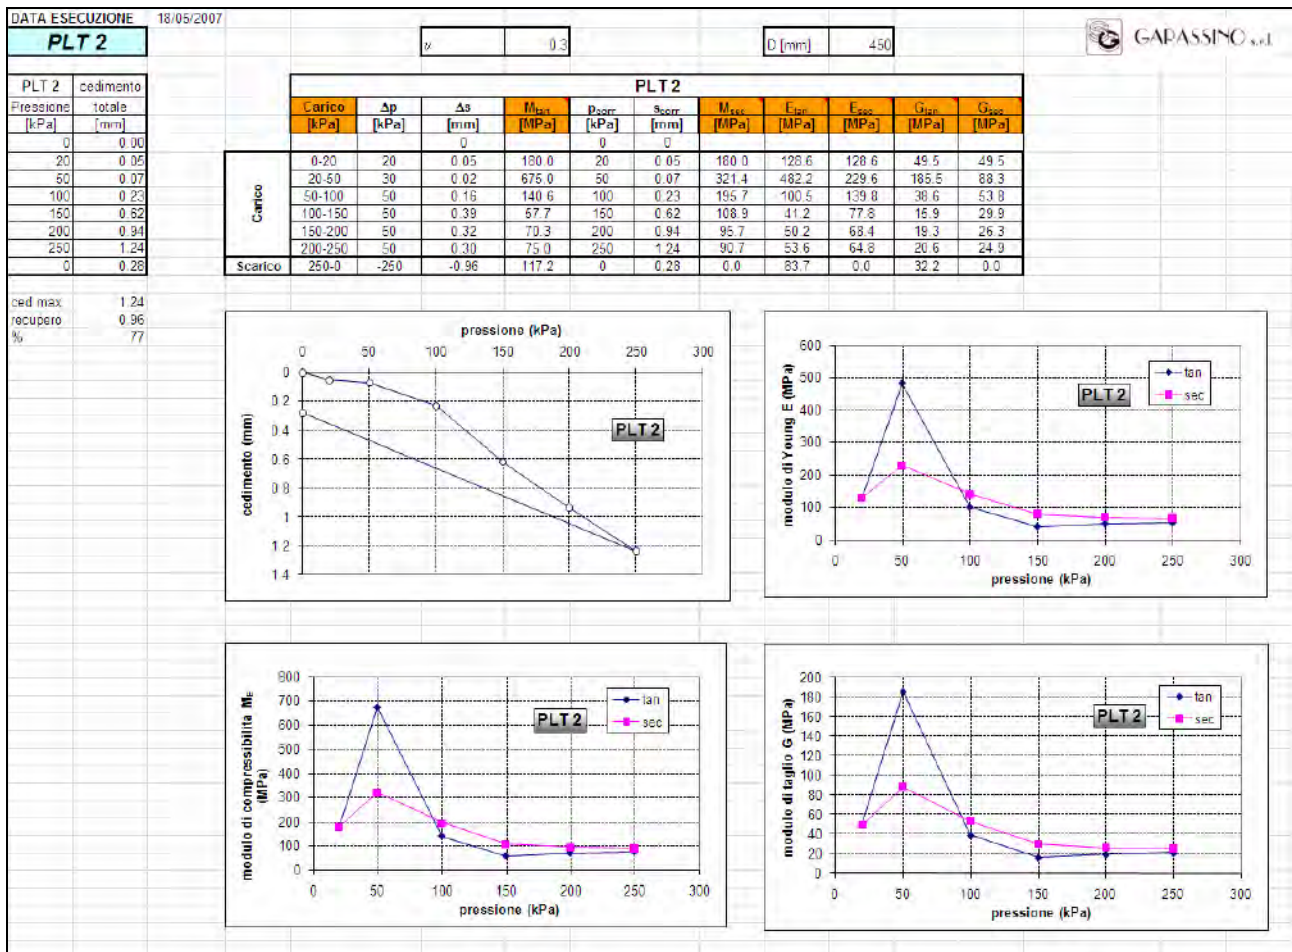 DATA ESECUZIONE 18/05/2007
PLT 2
ν 0.3
D [mm] 450
GARASSINO s.r.l.
PLT 2 cedimento
Pressione totale
[kPa] [mm]
0 0.00
20 0.05
50 0.07
100 0.23
150 0.62
200 0.94
250 1.24
0 0.28
ced max 1.24
recupero 0.96
% 77
PLT 2
Carico Δp Δs Mtan pcorr scorr Msec Etan Esec Gtan Gsec
[kPa] [kPa] [mm] [MPa] [kPa] [mm] [MPa] [MPa] [MPa] [MPa] [MPa]
0 0 0
Carico
0-20 20 0.05 180.0 20 0.05 180.0 128.6 128.6 49.5 49.5
20-50 30 0.02 675.0 50 0.07 321.4 482.2 229.6 185.5 88.3
50-100 50 0.16 140.6 100 0.23 195.7 100.5 139.8 38.6 53.8
100-150 50 0.39 57.7 150 0.62 108.9 41.2 77.8 15.9 29.9
150-200 50 0.32 70.3 200 0.94 95.7 50.2 68.4 19.3 26.3
200-250 50 0.30 75.0 250 1.24 90.7 53.6 64.8 20.6 24.9
Scarico 250-0 -250 -0.96 117.2 0 0.28 0.0 83.7 0.0 32.2 0.0
pressione (kPa)
0 50 100 150 200 250 300
0
0.2
0.4
0.6
0.8
1
1.2
1.4
cedimento (mm)
PLT 2
600
500
400
300
200
100
0
0 50 100 150 200 250 300
modulo di Young E (MPa)
pressione (kPa)
PLT 2
tan
sec
800
700
600
500
400
300
200
100
0
0 50 100 150 200 250 300
modulo di compressibilita ME
(MPa)
pressione (kPa)
PLT 2
tan
sec
200
180
160
140
120
100
80
60
40
20
0
0 50 100 150 200 250 300
modulo di taglio G (MPa)
pressione (kPa)
PLT 2
tan
sec